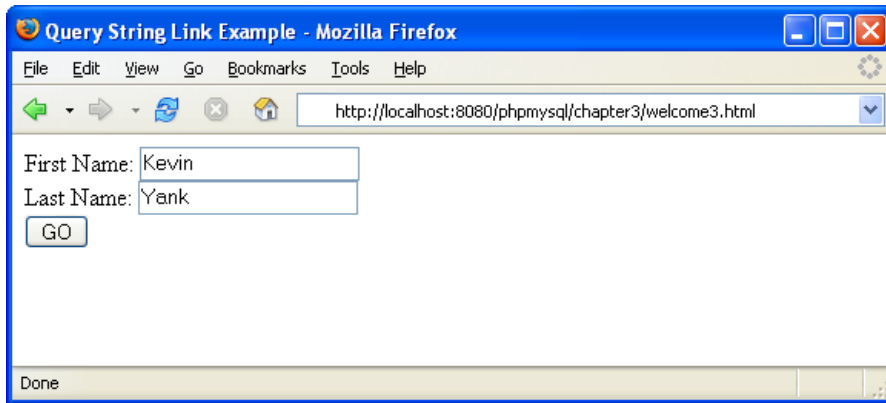 Query String Link Example - Mozilla Firefox
File Edit View Go Bookmarks Tools Help
http://localhost:8080/phpmysql/chapter3/welcome3.html
First Name: Kevin
Last Name: Yank
GO
Done